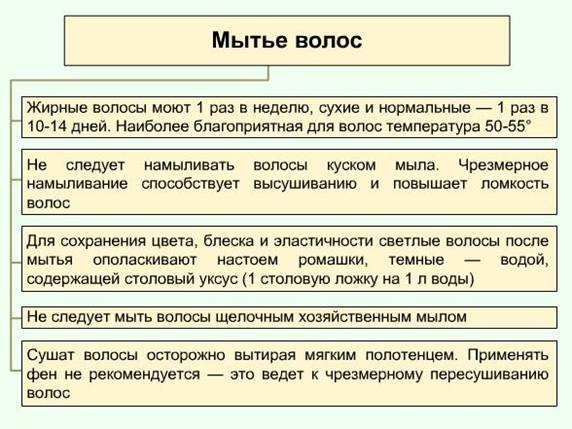 Мытье волос
Жирные волосы моют 1 раз в неделю, сухие и нормальные — 1 раз в
10-14 дней. Наиболее благоприятная для волос температура 50-55°
Не следует намыливать волосы куском мыла. Чрезмерное
намыливание способствует высушиванию и повышает ломкость
волос
Для сохранения цвета, блеска и эластичности светлые волосы после
мытья ополаскивают настоем ромашки, темные — водой,
содержащей столовый уксус (1 столовую ложку на 1 л воды)
Не следует мыть волосы щелочным хозяйственным мылом
Сушат волосы осторожно вытирая мягким полотенцем. Применять
фен не рекомендуется — это ведет к чрезмерному пересушиванию
волос